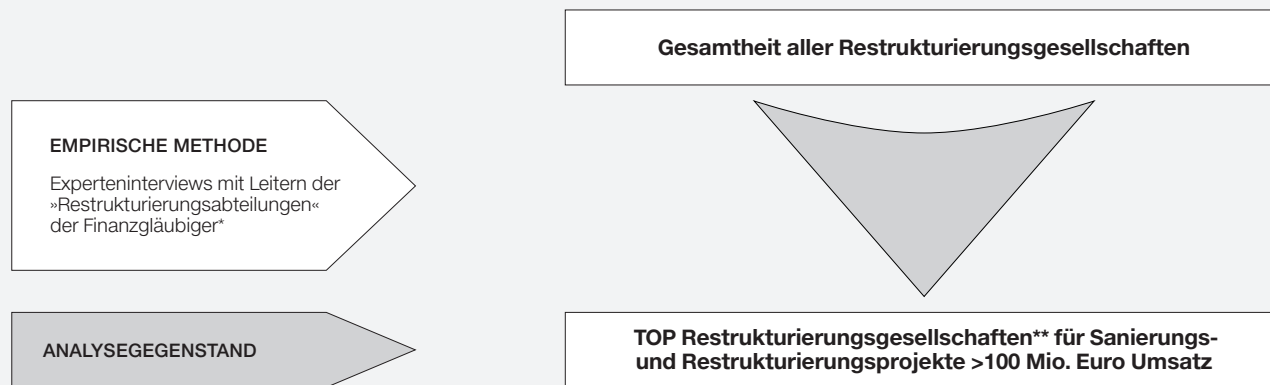 Gesamtheit aller Restrukturierungsgesellschaften
EMPIRISCHE METHODE
Experteninterviews mit Leitern der
»Restrukturierungsabteilungen«
der Finanzgläubiger*
ANALYSEGEGENSTAND
TOP Restrukturierungsgesellschaften** für Sanierungs-
und Restrukturierungsprojekte >100 Mio. Euro Umsatz